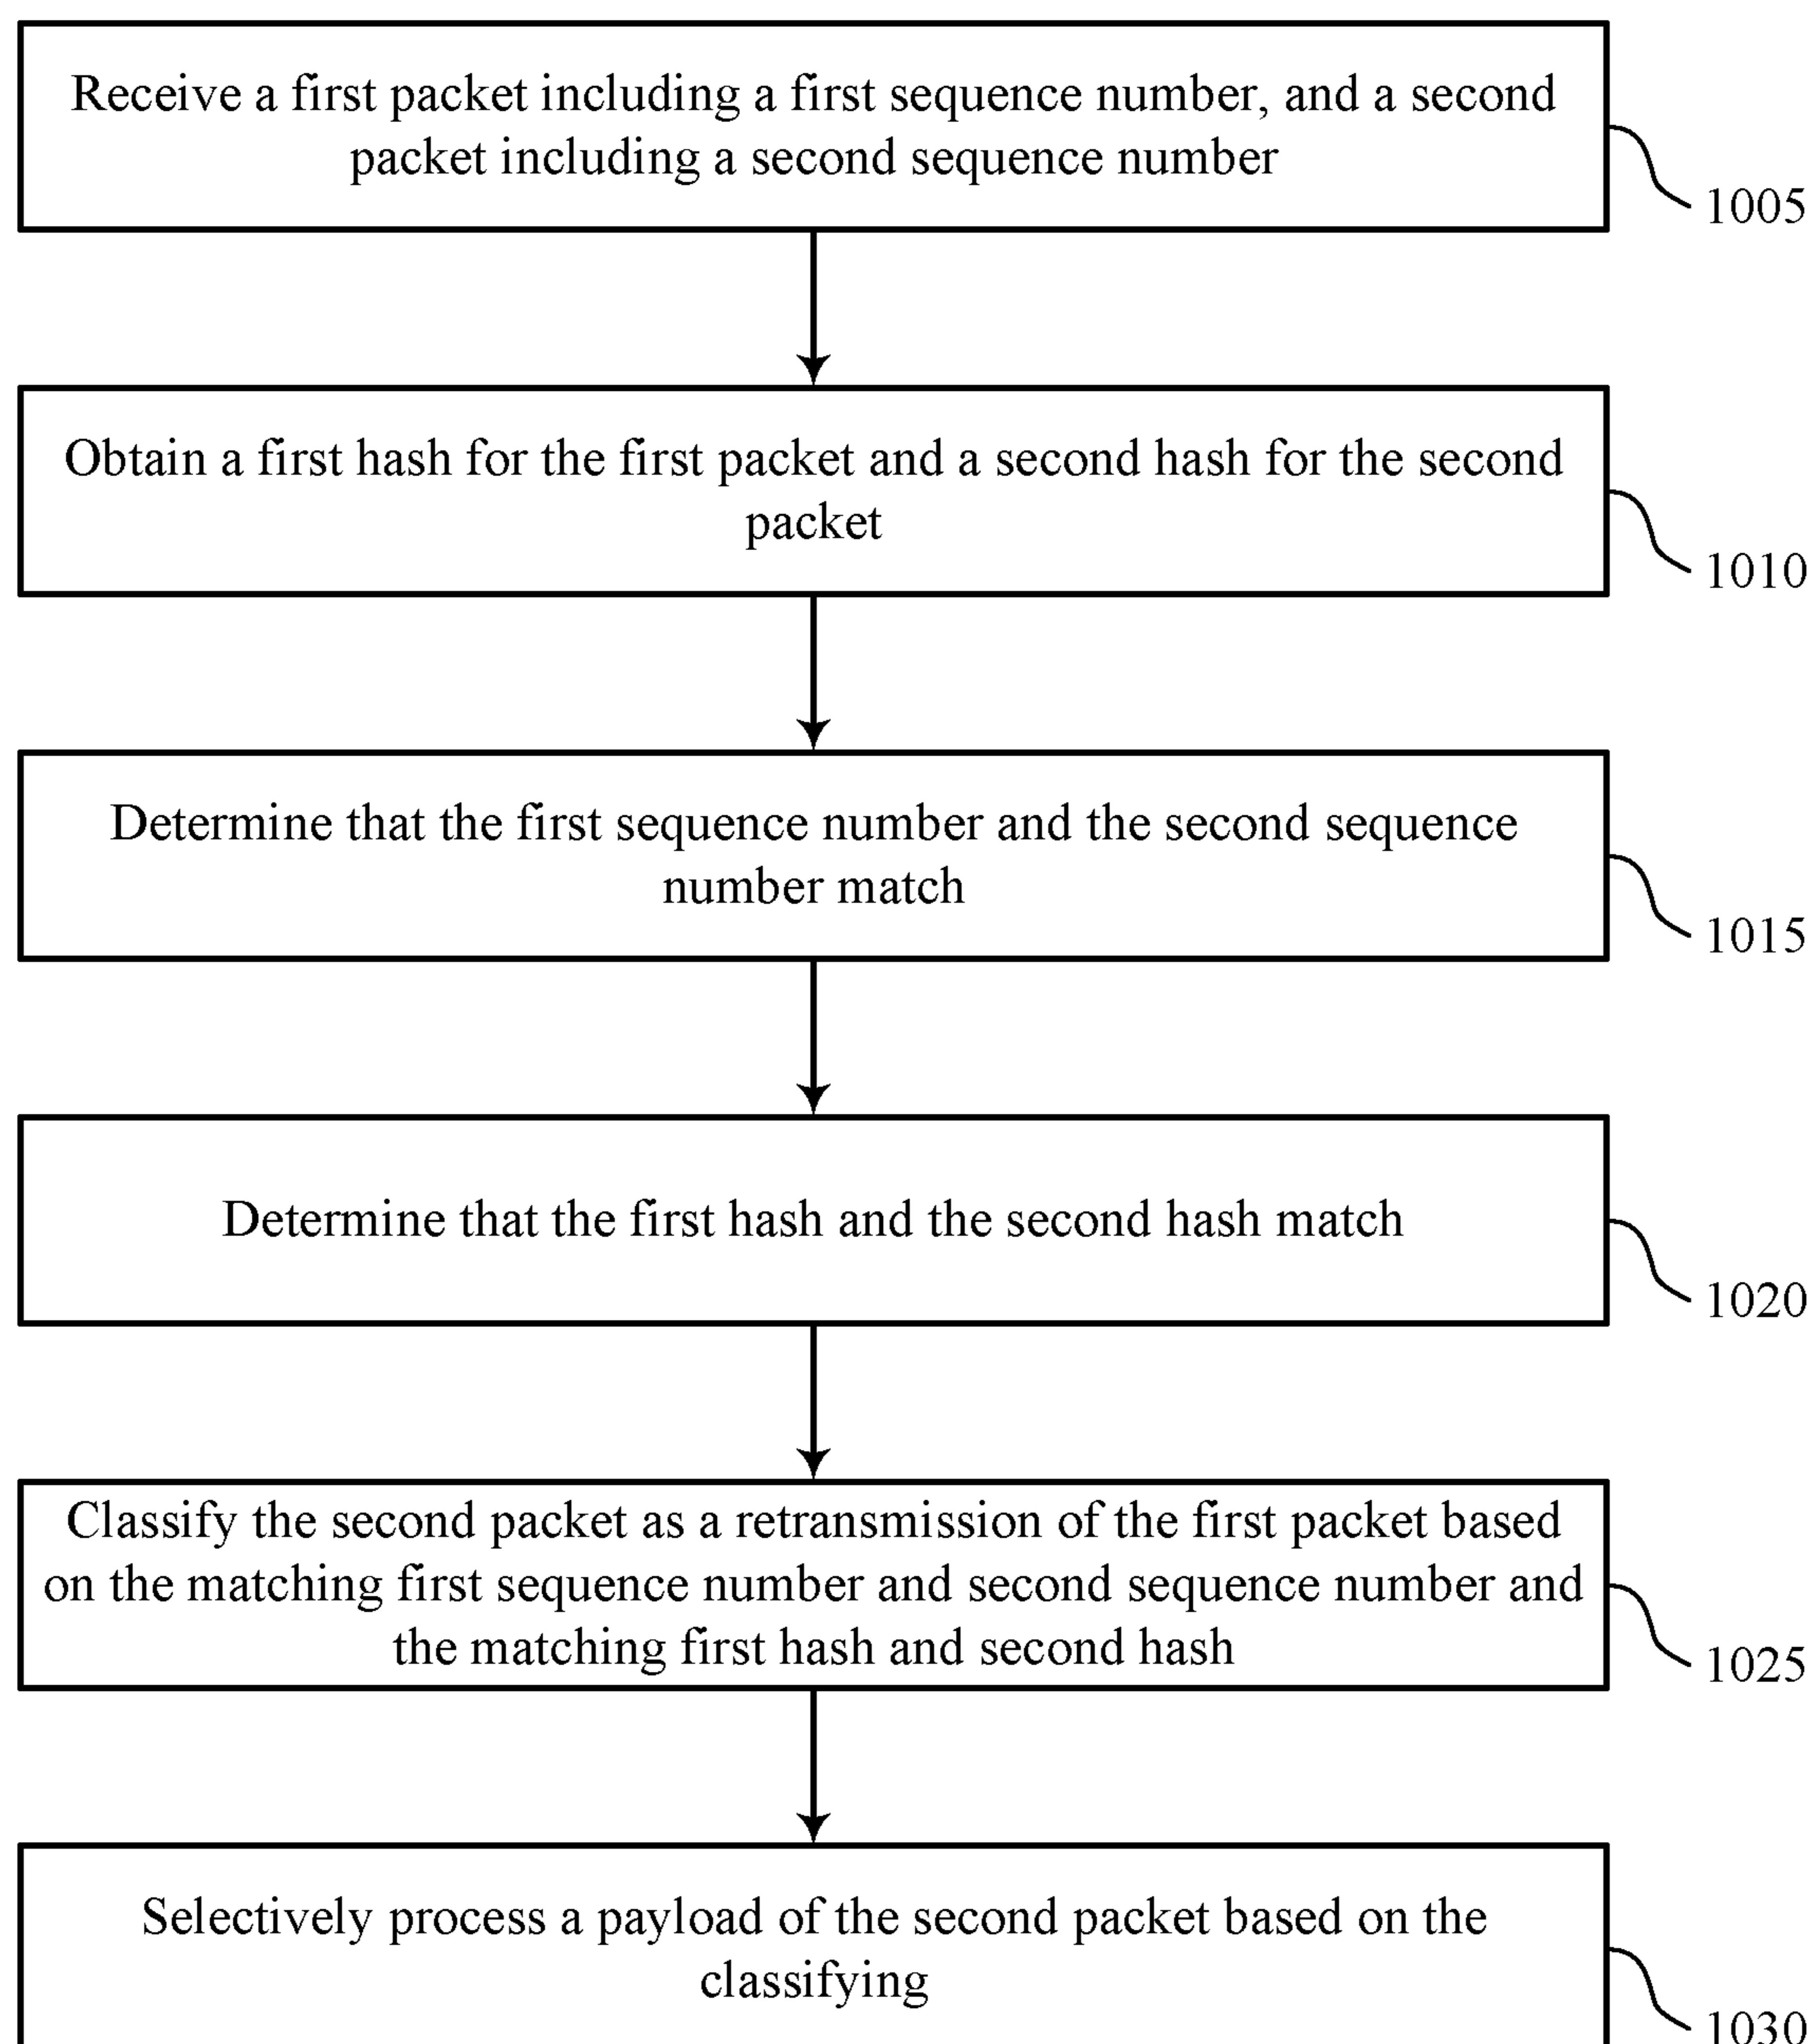 Receive a first packet including a first sequence number, and a second
packet including a second sequence number
1005
Obtain a first hash for the first packet and a second hash for the second
packet
1010
Determine that the first sequence number and the second sequence
number match
1015
Determine that the first hash and the second hash match
1020
Classify the second packet as a retransmission of the first packet based
on the matching first sequence number and second sequence number and
the matching first hash and second hash
1025
Selectively process a payload of the second packet based on the
classifying
1030